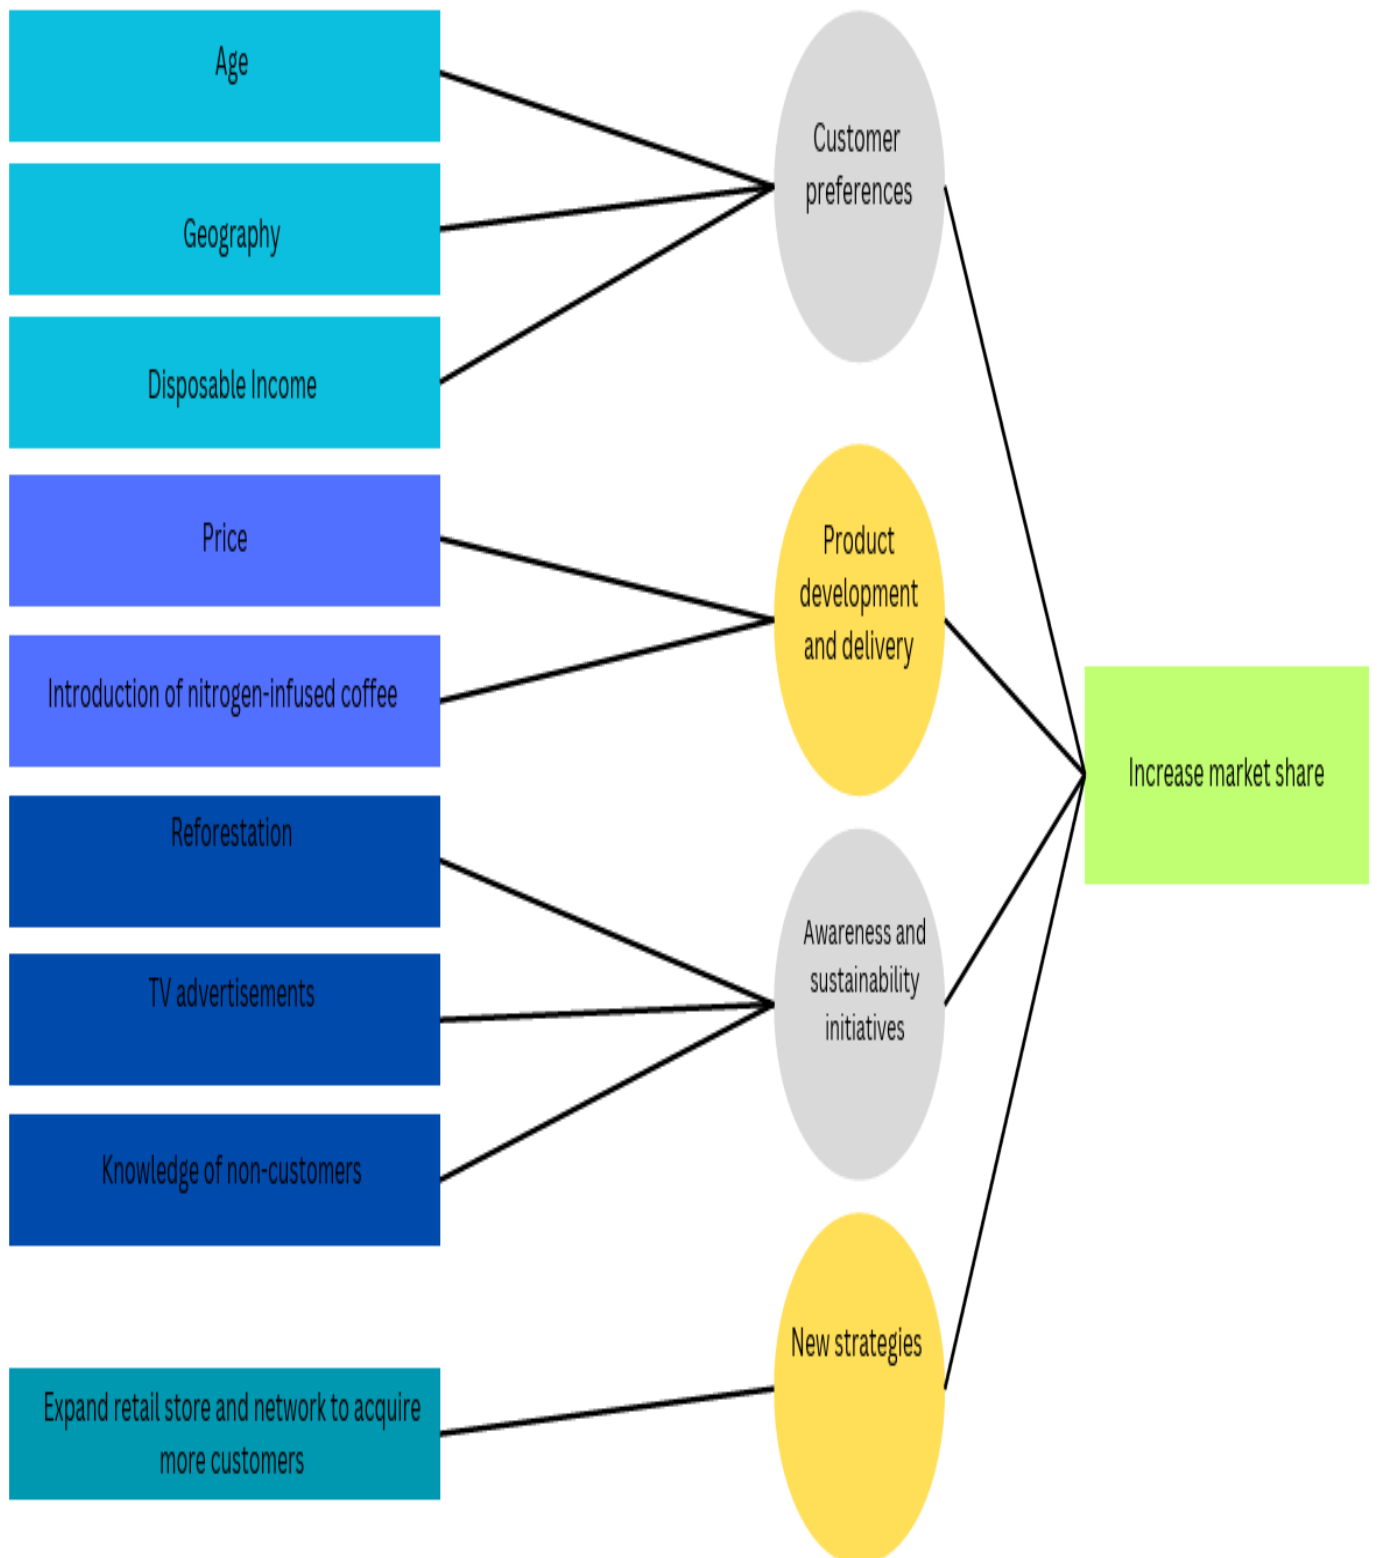 Age
Geography
Disposable Income
Price
Introduction of nitrogen-infused coffee
Reforestation
TV advertisements
Knowledge of non-customers
Expand retail store and network to acquire
more customers
Customer
preferences
Product
development
and delivery
Awareness and
sustainability
initiatives
New strategies
Increase market share